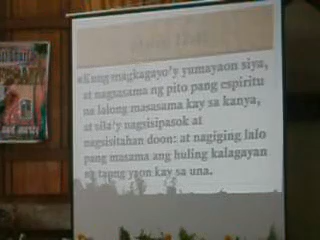 "Kung magkagayo'y yumayaon siya,
at nagsasama ng pito pang espiritu
na lalong masasama kay sa kanya,
at sila'y nagsisipasok at
nagsisitahan doon: at nagiging lalo
pang masama ang huling kalagayan
ng taong yaon kay sa una.